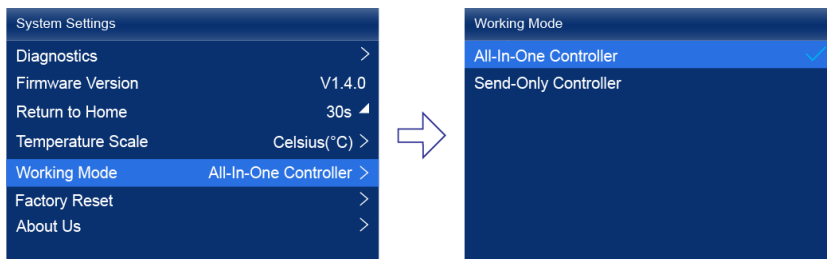 System Settings
Diagnostics >
Firmware Version V1.4.0
Return to Home 30s
Temperature Scale Celsius(°C) >
Working Mode All-In-One Controller >
Factory Reset >
About Us >
Working Mode
All-In-One Controller
Send-Only Controller